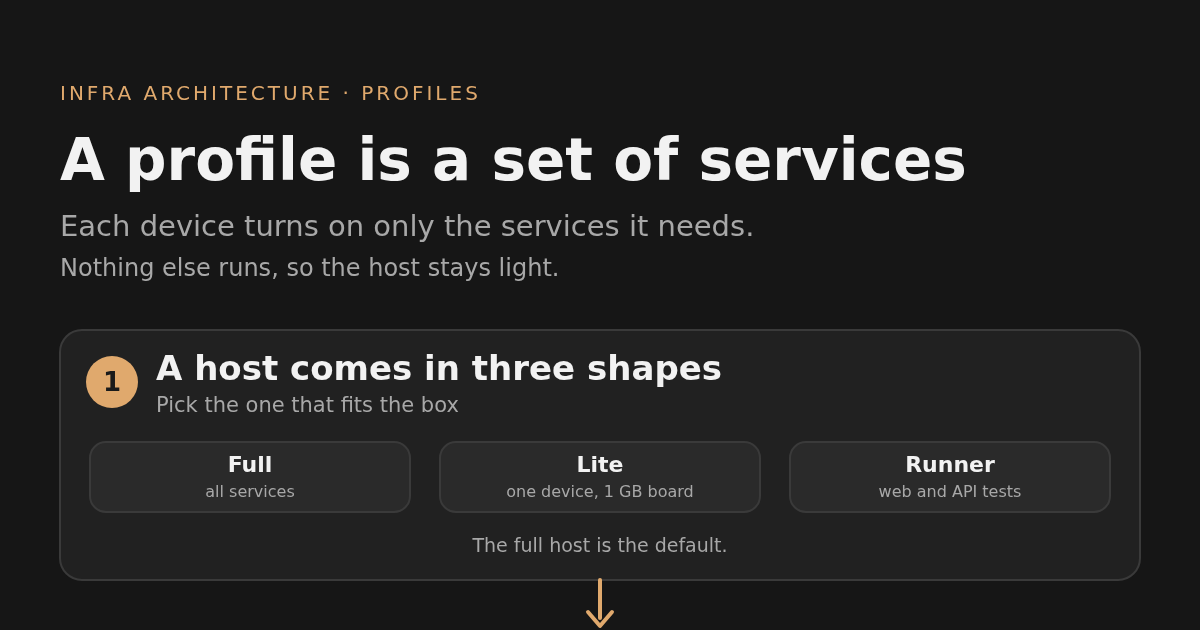 INFRA ARCHITECTURE · PROFILES
A profile is a set of services
Each device turns on only the services it needs.
Nothing else runs, so the host stays light.
1
A host comes in three shapes
Pick the one that fits the box
Full
all services
Lite
one device, 1 GB board
Runner
web and API tests
The full host is the default.